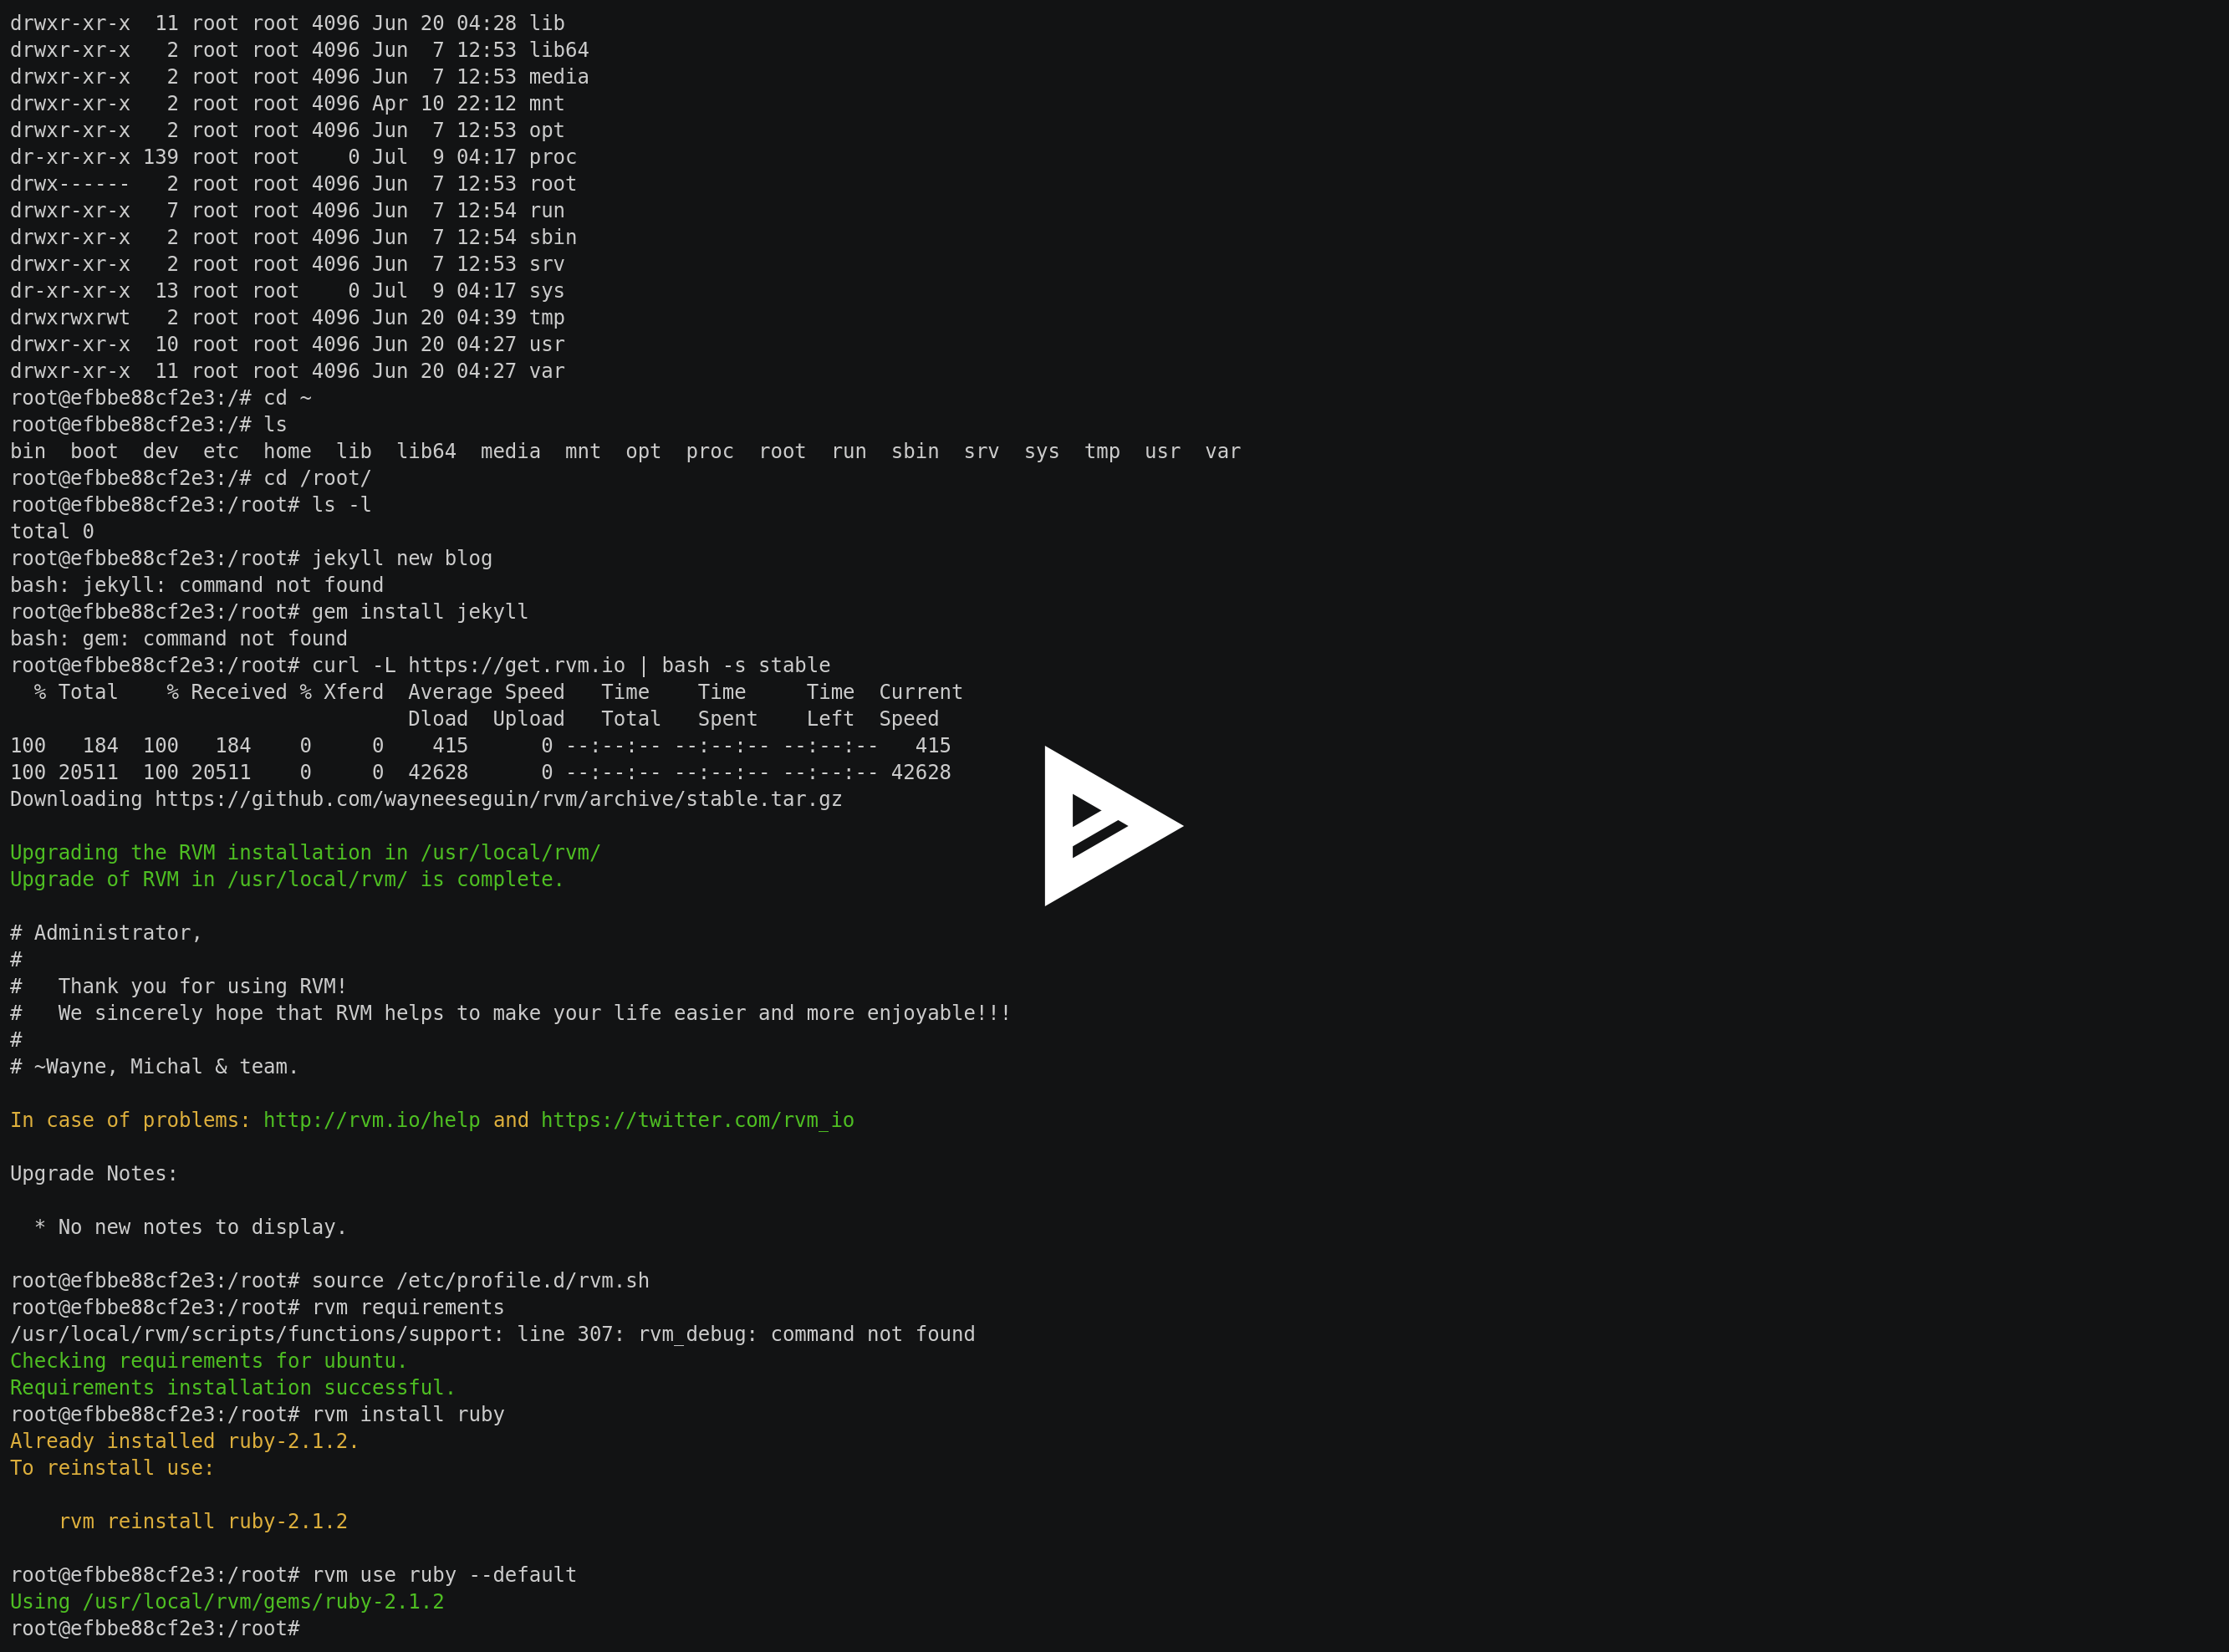 drwxr-xr-x  11 root root 4096 Jun 20 04:28 lib
drwxr-xr-x   2 root root 4096 Jun  7 12:53 lib64
drwxr-xr-x   2 root root 4096 Jun  7 12:53 media
drwxr-xr-x   2 root root 4096 Apr 10 22:12 mnt
drwxr-xr-x   2 root root 4096 Jun  7 12:53 opt
dr-xr-xr-x 139 root root    0 Jul  9 04:17 proc
drwx------   2 root root 4096 Jun  7 12:53 root
drwxr-xr-x   7 root root 4096 Jun  7 12:54 run
drwxr-xr-x   2 root root 4096 Jun  7 12:54 sbin
drwxr-xr-x   2 root root 4096 Jun  7 12:53 srv
dr-xr-xr-x  13 root root    0 Jul  9 04:17 sys
drwxrwxrwt   2 root root 4096 Jun 20 04:39 tmp
drwxr-xr-x  10 root root 4096 Jun 20 04:27 usr
drwxr-xr-x  11 root root 4096 Jun 20 04:27 var
root@efbbe88cf2e3:/# cd ~
root@efbbe88cf2e3:/# ls
bin  boot  dev  etc  home  lib  lib64  media  mnt  opt  proc  root  run  sbin  srv  sys  tmp  usr  var
root@efbbe88cf2e3:/# cd /root/
root@efbbe88cf2e3:/root# ls -l
total 0
root@efbbe88cf2e3:/root# jekyll new blog
bash: jekyll: command not found
root@efbbe88cf2e3:/root# gem install jekyll
bash: gem: command not found
root@efbbe88cf2e3:/root# curl -L https://get.rvm.io | bash -s stable
  % Total    % Received % Xferd  Average Speed   Time    Time     Time  Current
                                 Dload  Upload   Total   Spent    Left  Speed
100   184  100   184    0     0    415      0 --:--:-- --:--:-- --:--:--   415
100 20511  100 20511    0     0  42628      0 --:--:-- --:--:-- --:--:-- 42628
Downloading https://github.com/wayneeseguin/rvm/archive/stable.tar.gz

Upgrading the RVM installation in /usr/local/rvm/
Upgrade of RVM in /usr/local/rvm/ is complete.

# Administrator,
#
#   Thank you for using RVM!
#   We sincerely hope that RVM helps to make your life easier and more enjoyable!!!
#
# ~Wayne, Michal & team.

In case of problems: http://rvm.io/help and https://twitter.com/rvm_io

Upgrade Notes:

  * No new notes to display.

root@efbbe88cf2e3:/root# source /etc/profile.d/rvm.sh
root@efbbe88cf2e3:/root# rvm requirements
/usr/local/rvm/scripts/functions/support: line 307: rvm_debug: command not found
Checking requirements for ubuntu.
Requirements installation successful.
root@efbbe88cf2e3:/root# rvm install ruby
Already installed ruby-2.1.2.
To reinstall use:

    rvm reinstall ruby-2.1.2

root@efbbe88cf2e3:/root# rvm use ruby --default
Using /usr/local/rvm/gems/ruby-2.1.2
root@efbbe88cf2e3:/root#